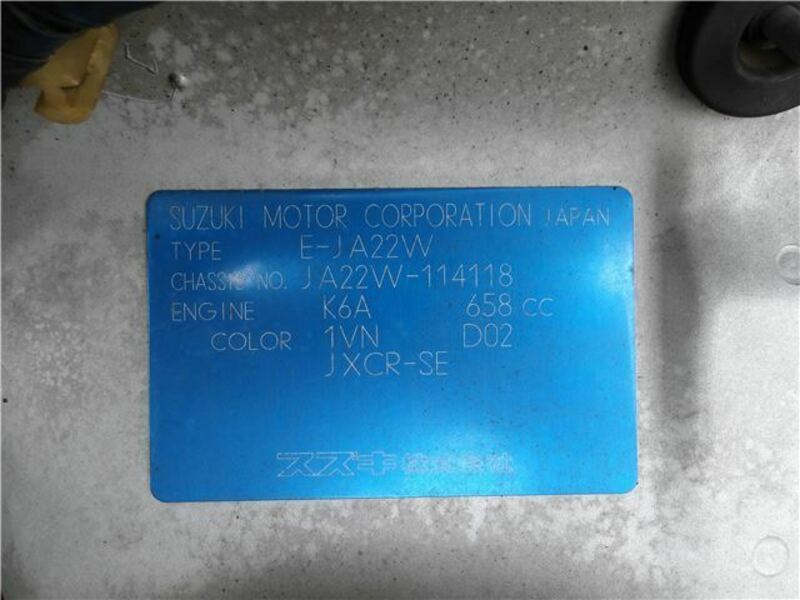 SUZUKI MOTOR CORPORATION JAPAN
TYPE E-JA22W
CHASSIS NO. JA22W-114118
ENGINE K6A 658 CC
COLOR 1VN D02
JXCR-SE
スズキ株式会社